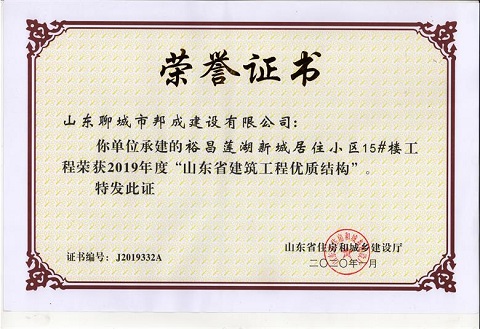 荣誉证书
山东聊城市邦成建设有限公司：
你单位承建的裕昌莲湖新城居住小区15#楼工
程荣获2019年度“山东省建筑工程优质结构”。
特发此证
山东省住房和城乡建设厅
证书编号：J2019332A
二〇二〇年一月